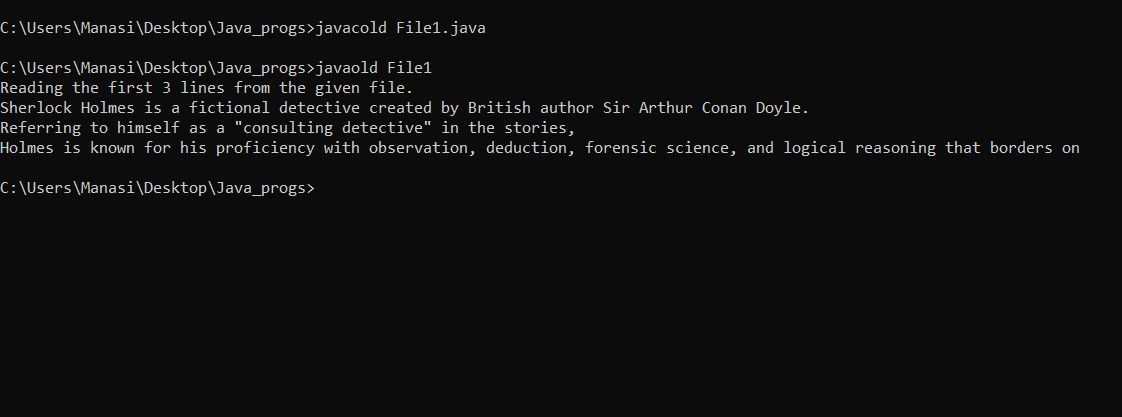 C:\Users\Manasi\Desktop\Java_progs>javacold File1.java
C:\Users\Manasi\Desktop\Java_progs>javaold File1
Reading the first 3 lines from the given file.
Sherlock Holmes is a fictional detective created by British author Sir Arthur Conan Doyle.
Referring to himself as a "consulting detective" in the stories,
Holmes is known for his proficiency with observation, deduction, forensic science, and logical reasoning that borders on
C:\Users\Manasi\Desktop\Java_progs>